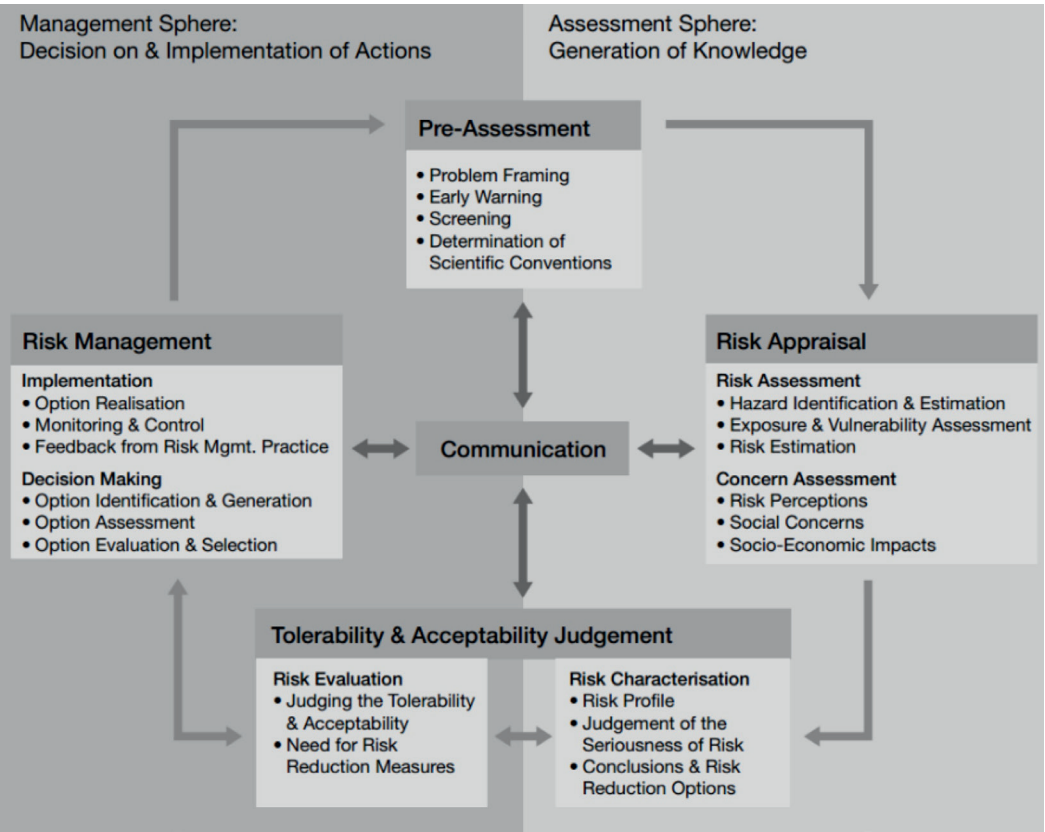 Management Sphere:
Decision on & Implementation of Actions
Assessment Sphere:
Generation of Knowledge
Pre-Assessment
• Problem Framing
• Early Warning
• Screening
• Determination of
Scientific Conventions
Risk Management
Implementation
• Option Realisation
• Monitoring & Control
• Feedback from Risk Mgmt. Practice
Decision Making
• Option Identification & Generation
• Option Assessment
• Option Evaluation & Selection
Communication
Risk Appraisal
Risk Assessment
• Hazard Identification & Estimation
• Exposure & Vulnerability Assessment
• Risk Estimation
Concern Assessment
• Risk Perceptions
• Social Concerns
• Socio-Economic Impacts
Tolerability & Acceptability Judgement
Risk Evaluation
• Judging the Tolerability
& Acceptability
• Need for Risk
Reduction Measures
Risk Characterisation
• Risk Profile
• Judgement of the
Seriousness of Risk
• Conclusions & Risk
Reduction Options